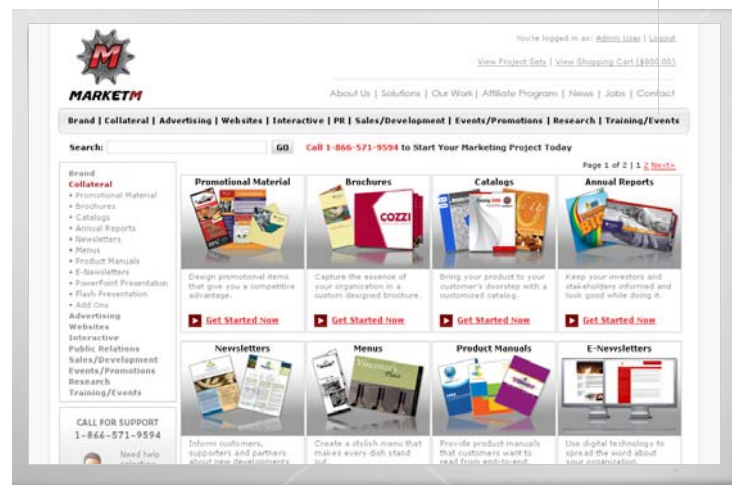 You're logged in as: Admin User | Logout
View Project Sets | View Shopping Cart ($000.00)
M
MARKETM
About Us | Solutions | Our Work | Affiliate Program | News | Jobs | Contact
Brand | Collateral | Advertising | Websites | Interactive | PR | Sales/Development | Events/Promotions | Research | Training/Events
Search: GO Call 1-866-571-9594 to Start Your Marketing Project Today
Page 1 of 2 | 1 2 Next>
Brand
Collateral
• Promotional Material
• Brochures
• Catalogs
• Annual Reports
• Newsletters
• Menus
• Product Manuals
• E-Newsletters
• PowerPoint Presentation
• Flash Presentation
• Add Ons
Advertising
Websites
Interactive
Public Relations
Sales/Development
Events/Promotions
Research
Training/Events
CALL FOR SUPPORT
1-866-571-9594
Need help
Promotional Material
Design promotional items
that give you a competitive
advantage.
Get Started Now
Brochures
COZZI
Capture the essence of
your organization in a
custom designed brochure.
Get Started Now
Catalogs
Bring your product to your
customer's doorstep with a
customized catalog.
Get Started Now
Annual Reports
Keep your investors and
stakeholders informed and
look good while doing it.
Get Started Now
Newsletters
Inform customers,
supporters and partners
about new developments
Menus
Create a stylish menu that
makes every dish stand
out.
Product Manuals
Provide product manuals
that customers want to
read from end-to-end.
E-Newsletters
Use digital technology to
spread the word about
your organization.